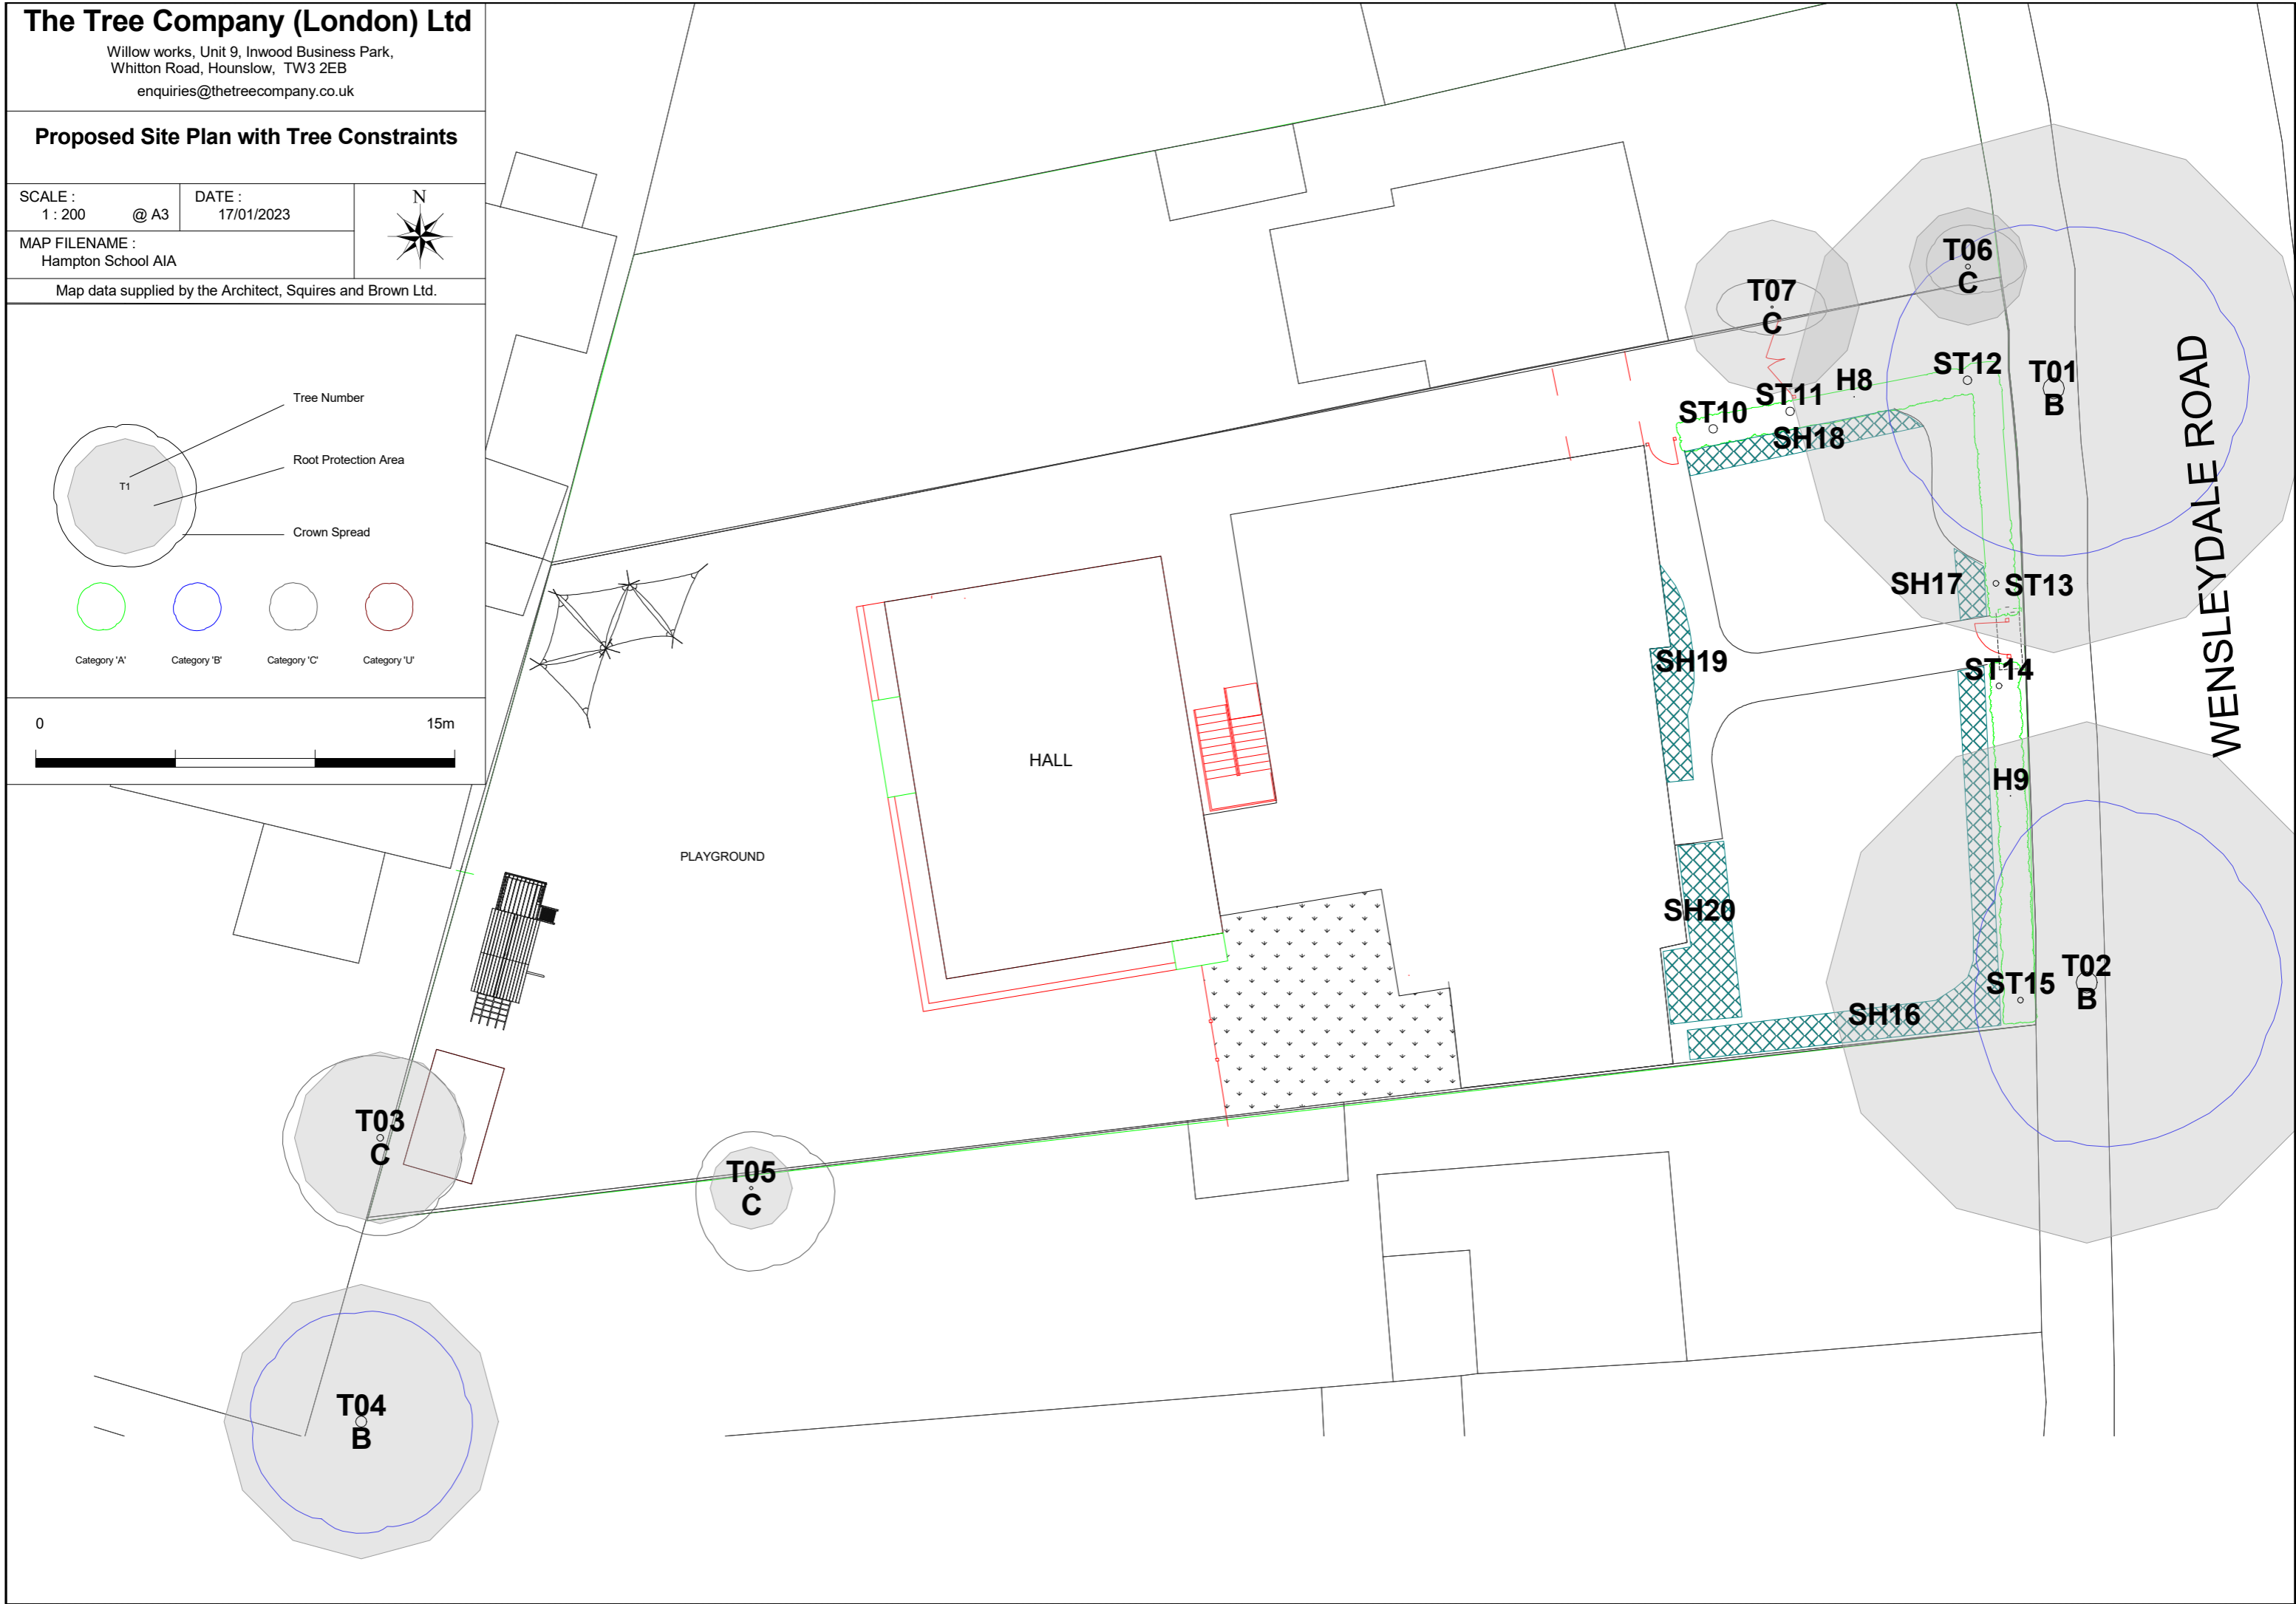 The Tree Company (London) Ltd
Willow works, Unit 9, Inwood Business Park,
Whitton Road, Hounslow, TW3 2EB
enquiries@thetreecompany.co.uk
Proposed Site Plan with Tree Constraints
SCALE :
1 : 200 @ A3
DATE :
17/01/2023
N
MAP FILENAME :
Hampton School AIA
Map data supplied by the Architect, Squires and Brown Ltd.
Tree Number
Root Protection Area
T1
Crown Spread
Category 'A'
Category 'B'
Category 'C'
Category 'U'
0
15m
T06
C
T07
C
ST12
T01
B
H8
ST11
ST10
SH18
WENSLEYDALE ROAD
SH17
ST13
SH19
ST14
HALL
H9
PLAYGROUND
SH20
T02
B
ST15
SH16
T03
C
T05
C
T04
B